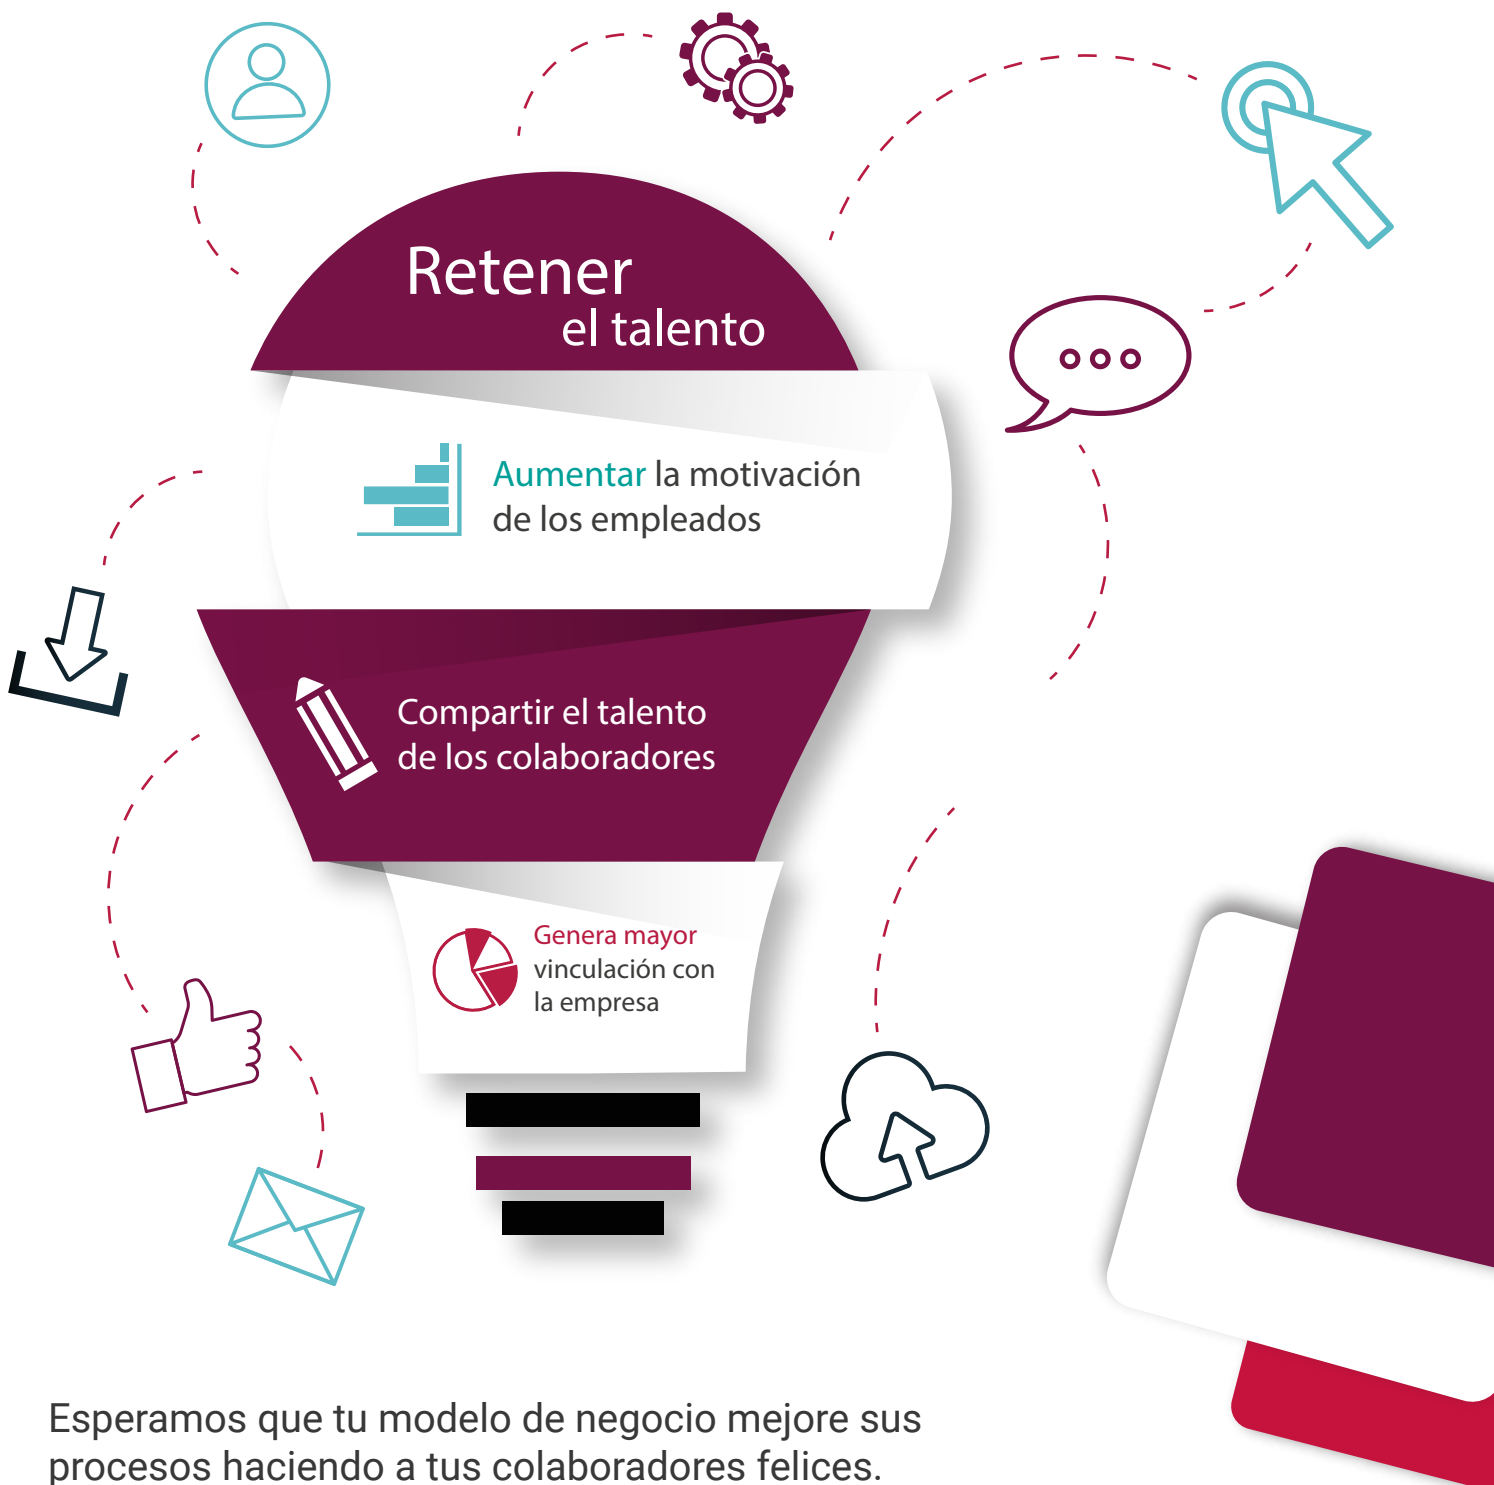 Retener
el talento
Aumentar la motivación
de los empleados
Compartir el talento
de los colaboradores
Genera mayor
vinculación con
la empresa
Esperamos que tu modelo de negocio mejore sus
procesos haciendo a tus colaboradores felices.